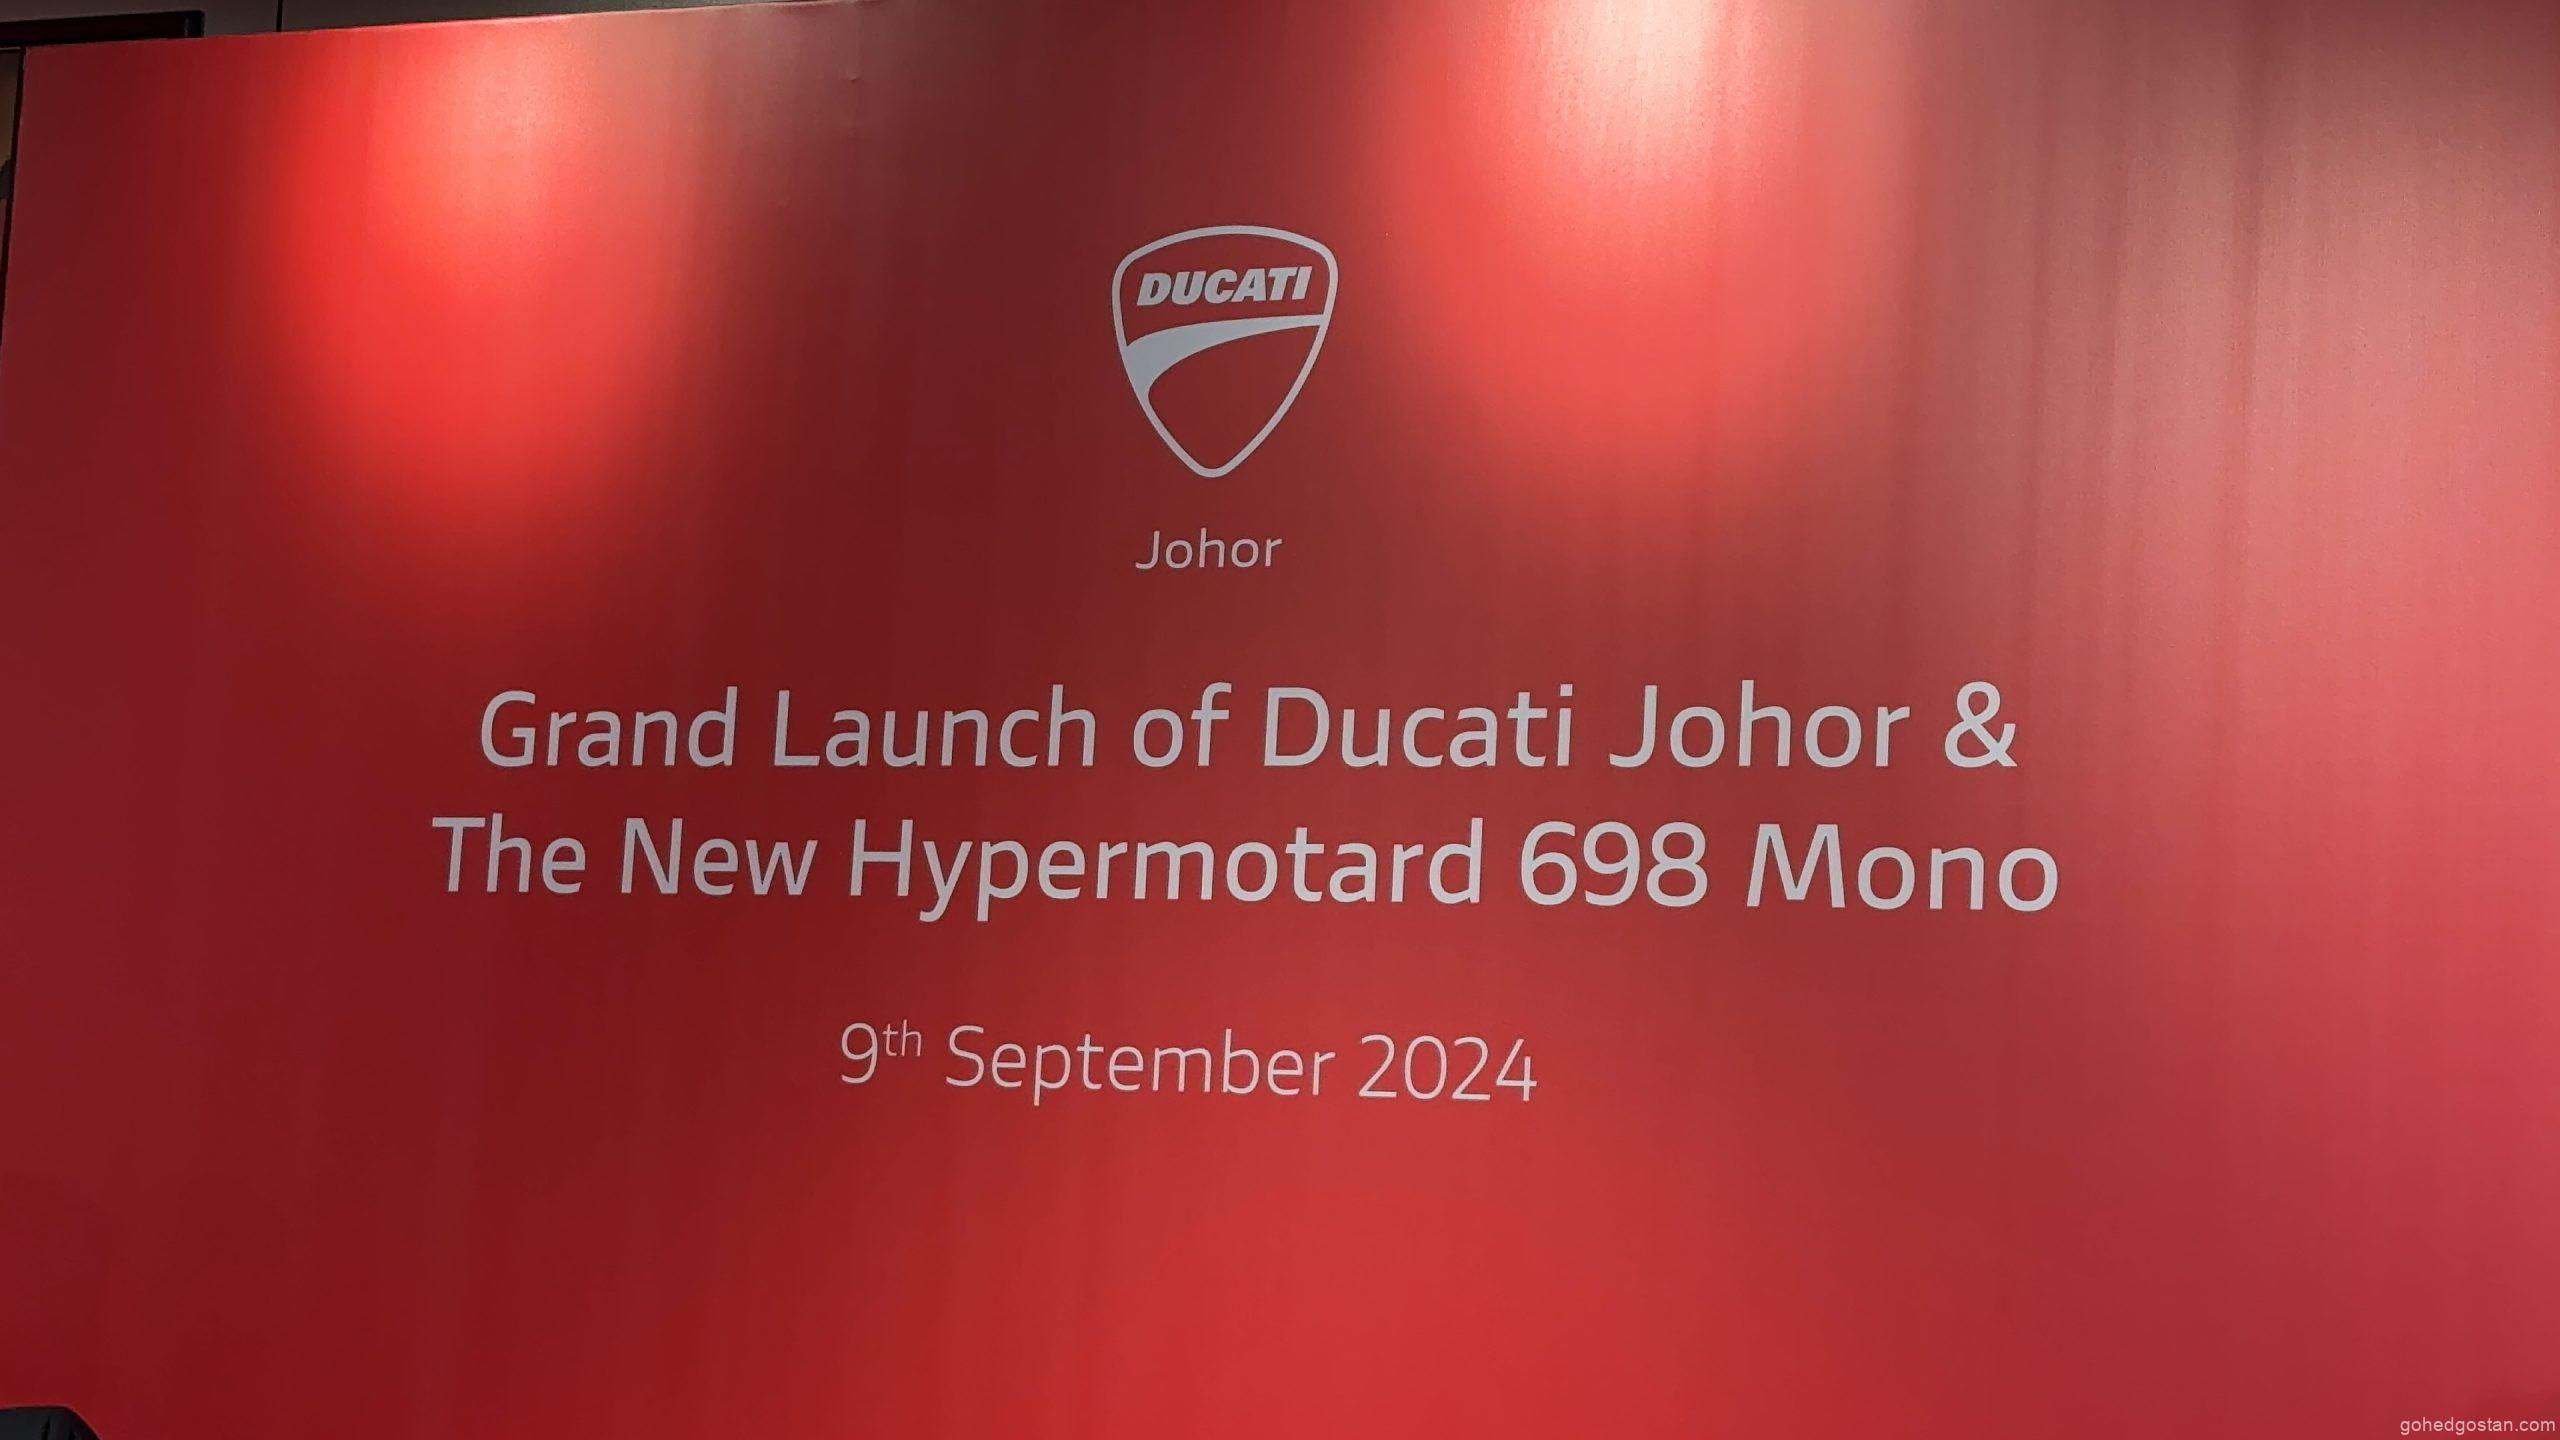 DUCATI
Johor
Grand Launch of Ducati Johor &
The New Hypermotard 698 Mono
9th September 2024
gohedgostan.com